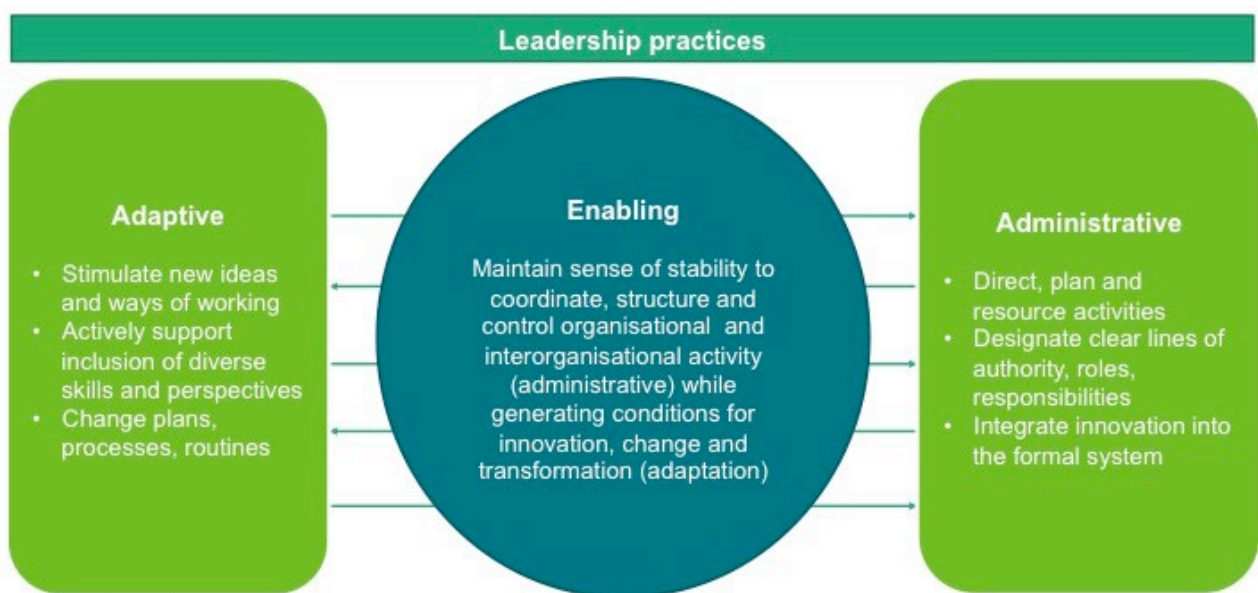 Leadership practices
Adaptive
• Stimulate new ideas
and ways of working
• Actively support
inclusion of diverse
skills and perspectives
• Change plans,
processes, routines
Enabling
Maintain sense of stability to
coordinate, structure and
control organisational and
interorganisational activity
(administrative) while
generating conditions for
innovation, change and
transformation (adaptation)
Administrative
• Direct, plan and
resource activities
• Designate clear lines of
authority, roles,
responsibilities
• Integrate innovation into
the formal system